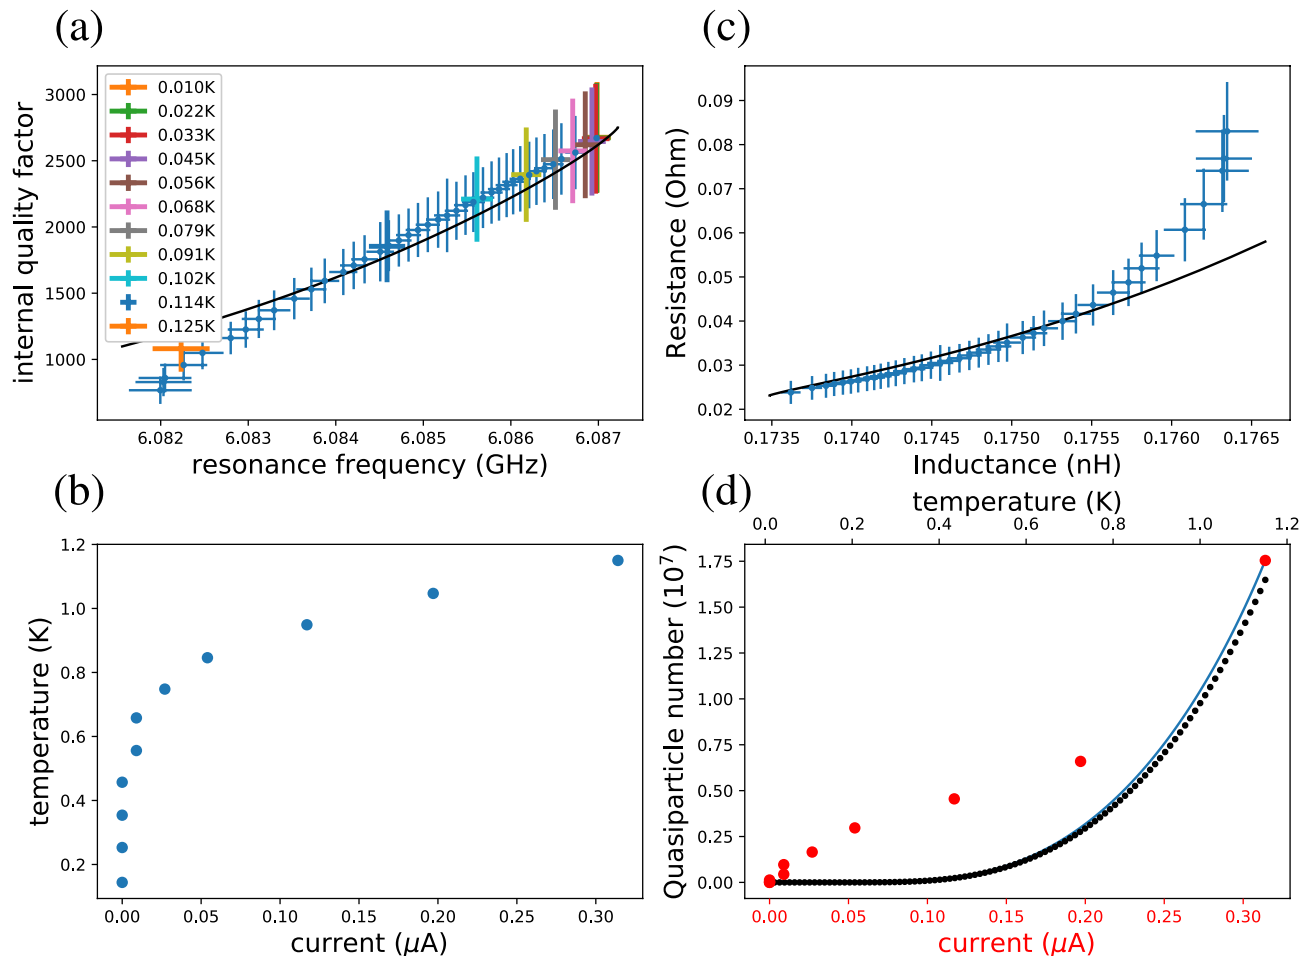 (a)
internal quality factor
3000
2500
2000
1500
1000
0.010K
0.022K
0.033K
0.045K
0.056K
0.068K
0.079K
0.091K
0.102K
0.114K
0.125K
6.082 6.083 6.084 6.085 6.086 6.087
resonance frequency (GHz)
(c)
Resistance (Ohm)
0.09
0.08
0.07
0.06
0.05
0.04
0.03
0.02
0.1735 0.1740 0.1745 0.1750 0.1755 0.1760 0.1765
Inductance (nH)
(b)
temperature (K)
1.2
1.0
0.8
0.6
0.4
0.2
0.00 0.05 0.10 0.15 0.20 0.25 0.30
current (μA)
(d)
temperature (K)
0.0 0.2 0.4 0.6 0.8 1.0 1.2
Quasiparticle number (10⁷)
1.75
1.50
1.25
1.00
0.75
0.50
0.25
0.00
0.00 0.05 0.10 0.15 0.20 0.25 0.30
current (μA)